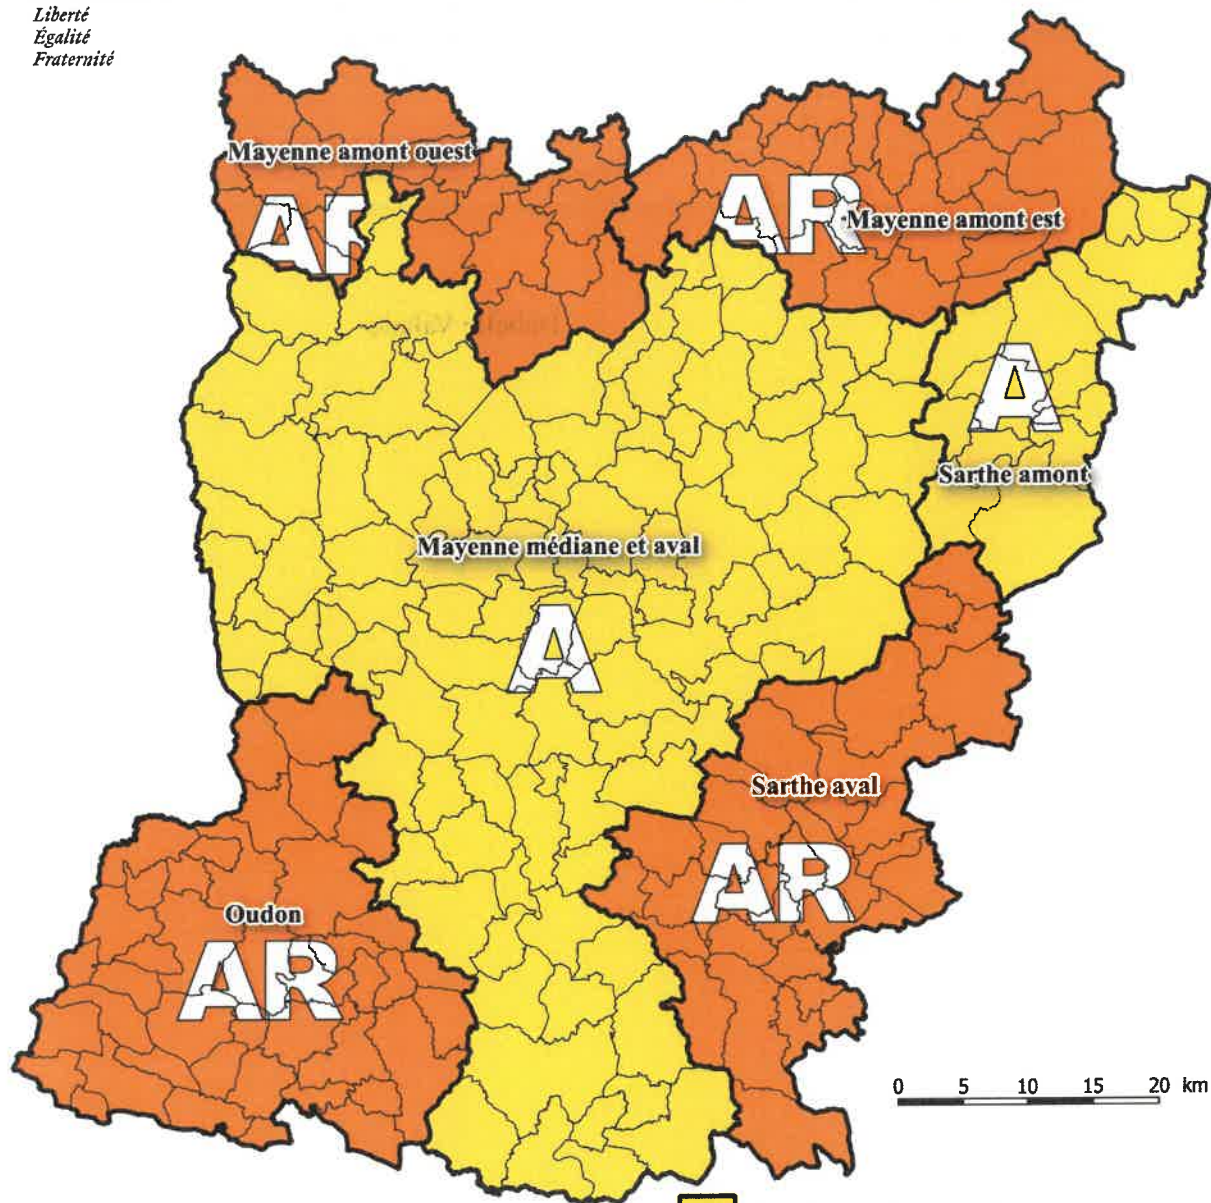 Liberté
Égalité
Fraternité
Mayenne amont ouest
AR
AR
Mayenne amont est
A
Sarthe amont
Mayenne médiane et aval
A
Sarthe aval
AR
Oudon
AR
0 5 10 15 20 km